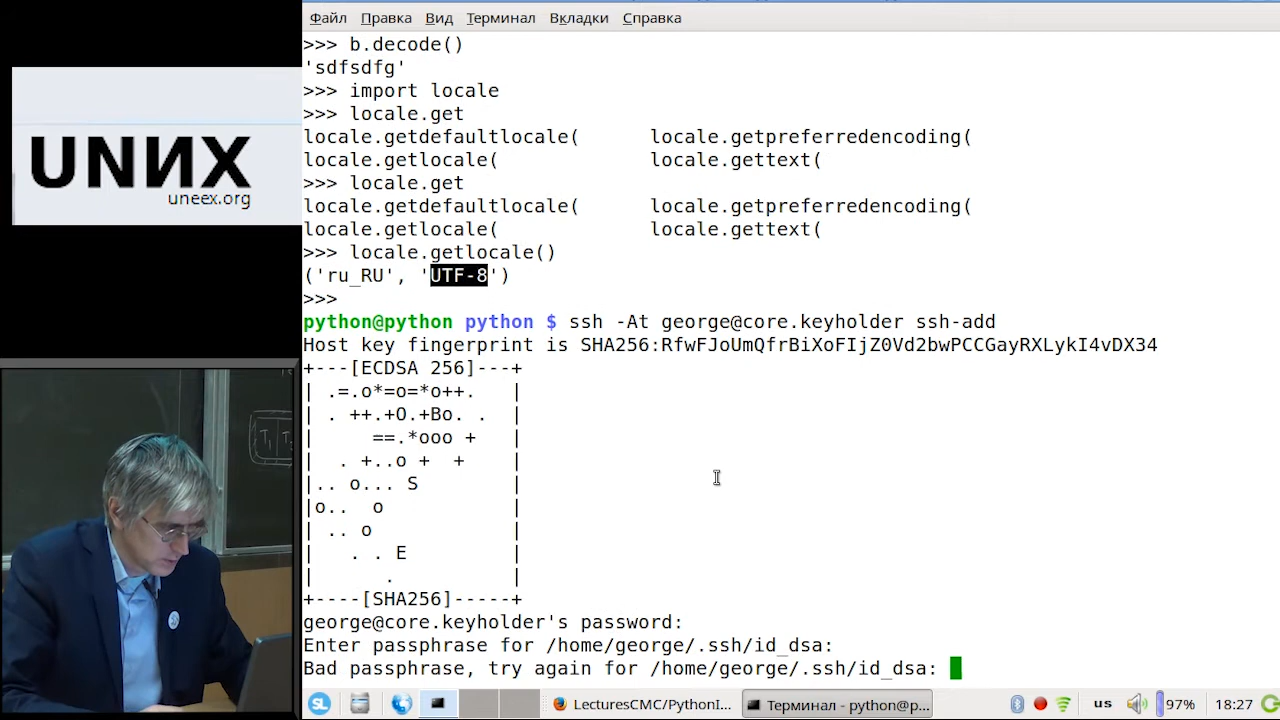 Файл Правка Вид Терминал Вкладки Справка
>>> b.decode()
'sdfsdfg'
>>> import locale
>>> locale.get
locale.getdefaultlocale(      locale.getpreferredencoding(
locale.getlocale(             locale.gettext(
>>> locale.get
locale.getdefaultlocale(      locale.getpreferredencoding(
locale.getlocale(             locale.gettext(
>>> locale.getlocale()
('ru_RU', 'UTF-8')
>>>
python@python python $ ssh -At george@core.keyholder ssh-add
Host key fingerprint is SHA256:RfwFJoUmQfrBiXoFIjZ0Vd2bwPCCGayRXLykI4vDX34
+---[ECDSA 256]---+
| .=.o*=o=*o++.   |
| . ++.+O.+Bo. .  |
|     ==.*ooo +   |
|  . +..o +  +    |
|.. o... S        |
|o..  o           |
| .. o            |
|   . . E         |
|      .          |
+----[SHA256]-----+
george@core.keyholder's password:
Enter passphrase for /home/george/.ssh/id_dsa:
Bad passphrase, try again for /home/george/.ssh/id_dsa:
LecturesCMC/PythonI...
Терминал - python@p...
us
97%
18:27
UNИX
uneex.org
T₁